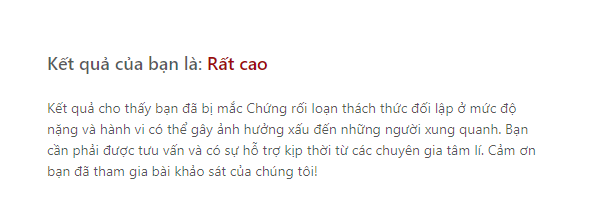 Kết quả của bạn là: Rất cao
Kết quả cho thấy bạn đã bị mắc Chứng rối loạn thách thức đối lập ở mức độ
nặng và hành vi có thể gây ảnh hưởng xấu đến những người xung quanh. Bạn
cần phải được tưu vấn và có sự hỗ trợ kịp thời từ các chuyên gia tâm lí. Cảm ơn
bạn đã tham gia bài khảo sát của chúng tôi!